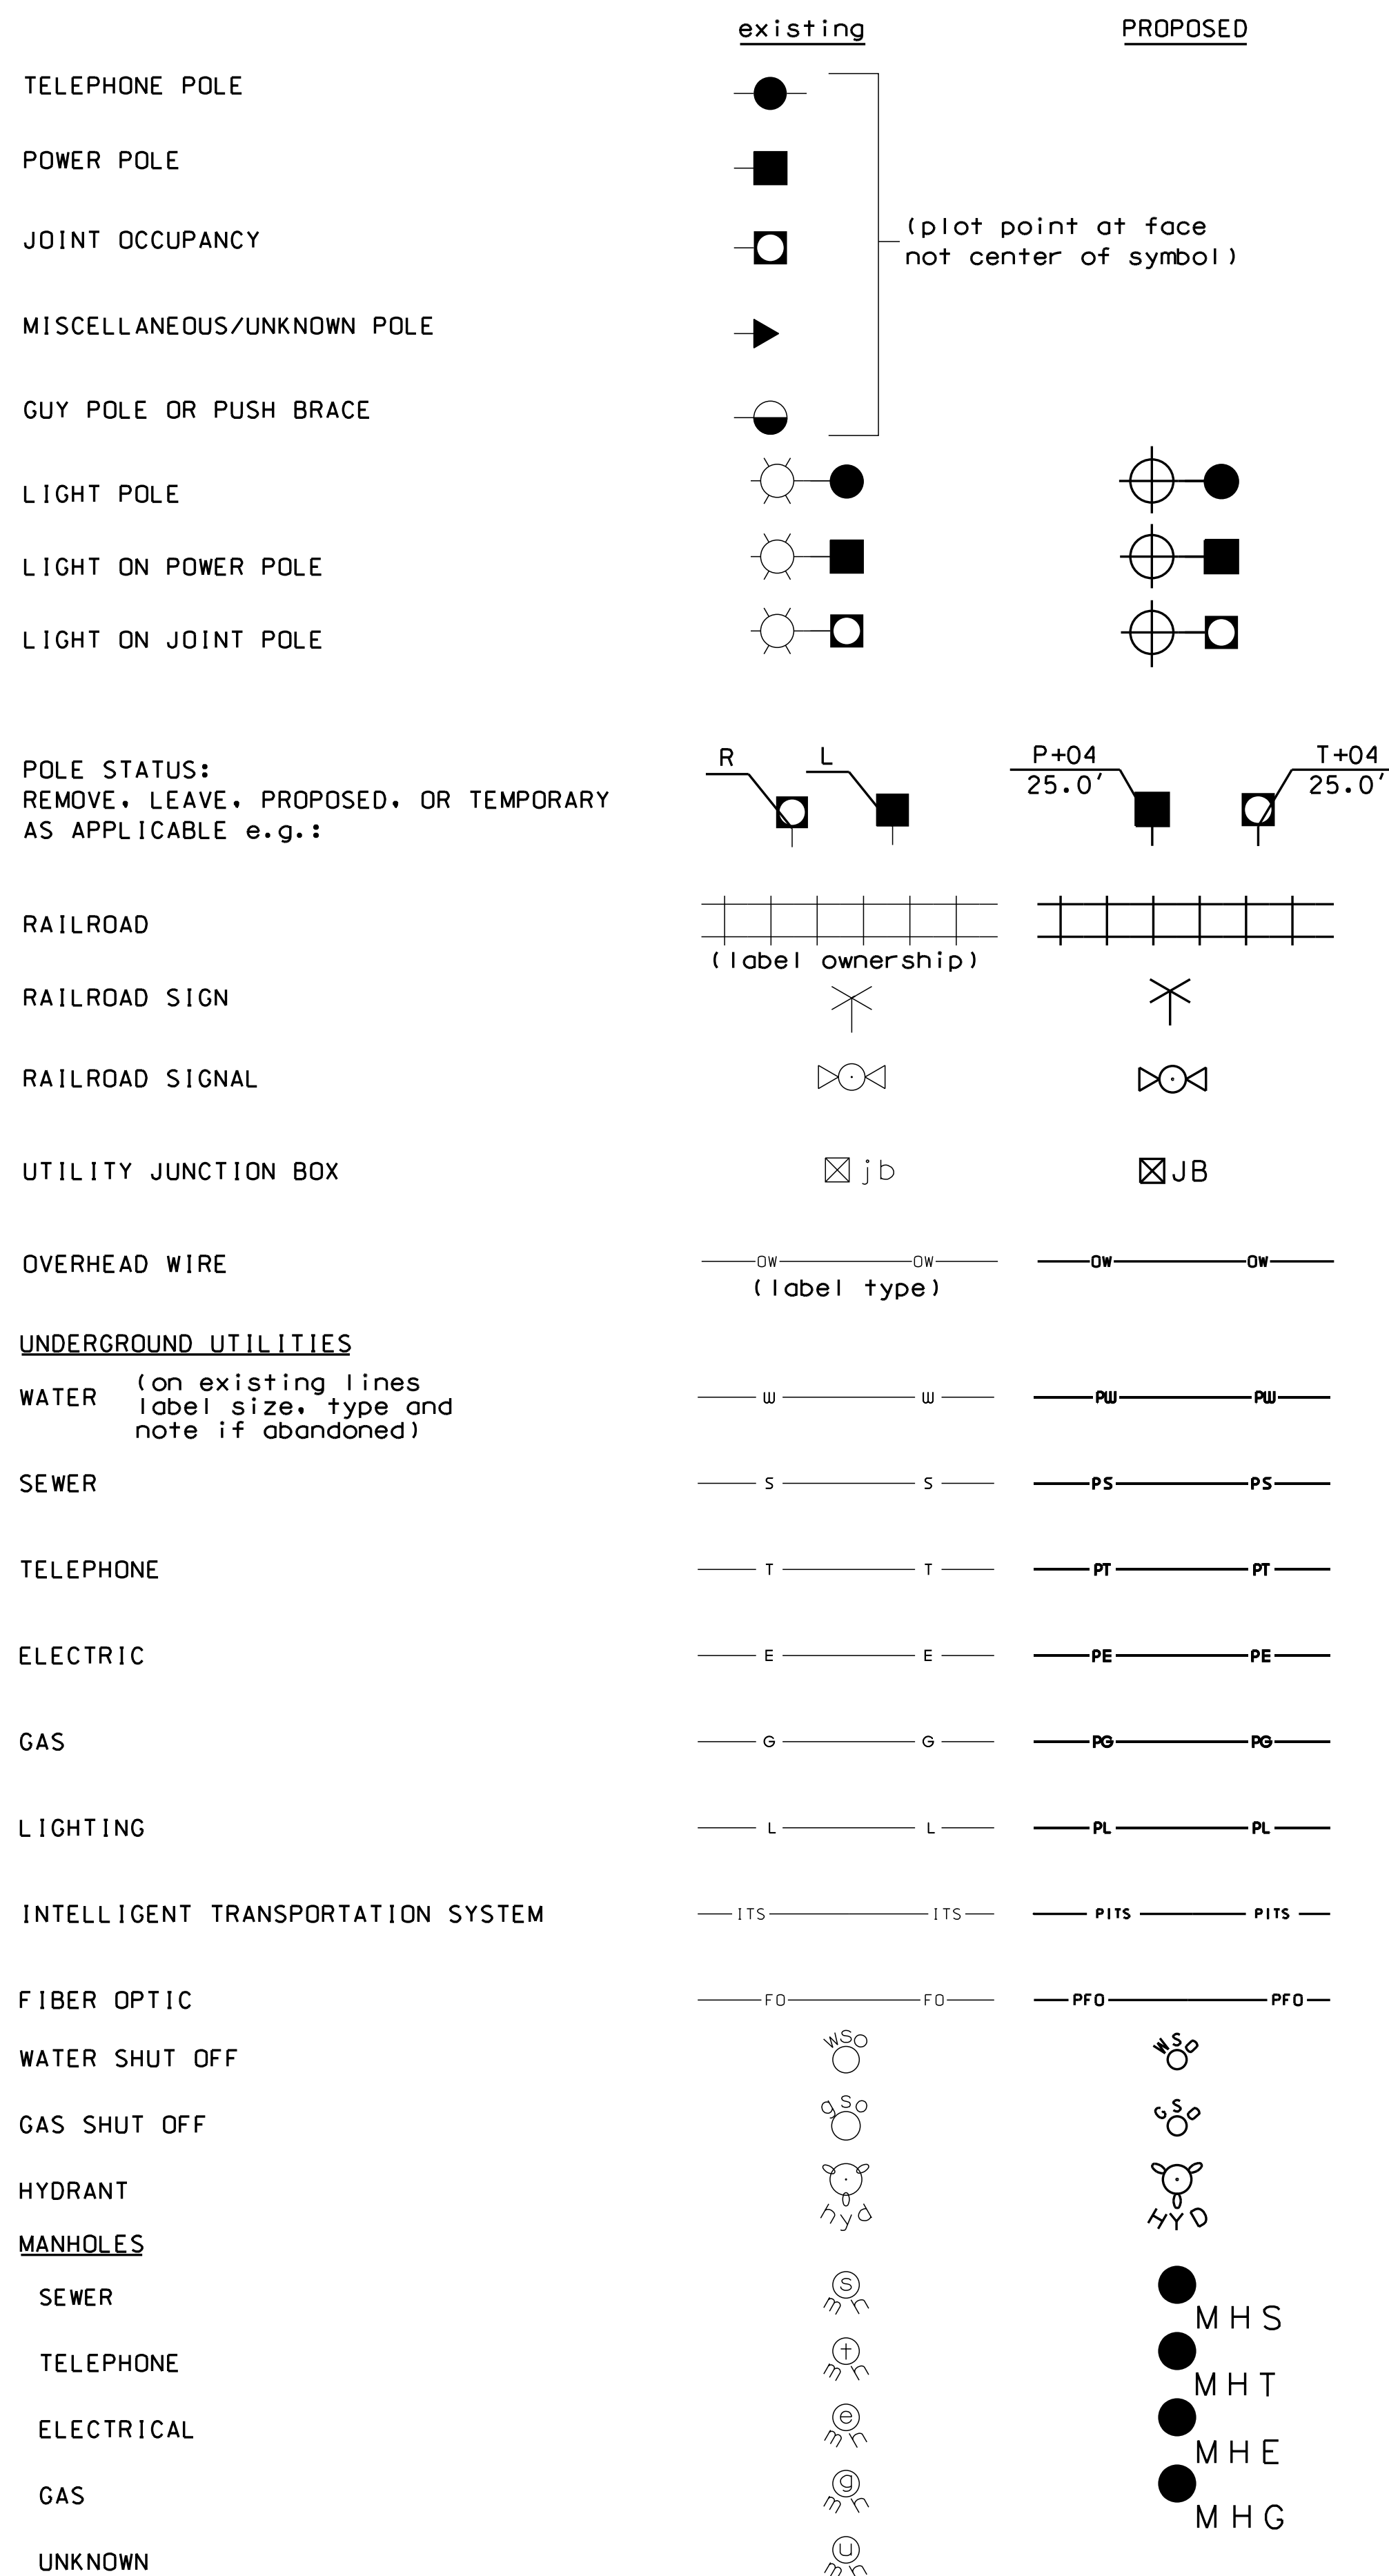 existing PROPOSED
TELEPHONE POLE
POWER POLE
JOINT OCCUPANCY
(plot point at face
not center of symbol)
MISCELLANEOUS/UNKNOWN POLE
GUY POLE OR PUSH BRACE
LIGHT POLE
LIGHT ON POWER POLE
LIGHT ON JOINT POLE
POLE STATUS:
REMOVE, LEAVE, PROPOSED, OR TEMPORARY
AS APPLICABLE e.g.:
R L P+04 T+04
25.0' 25.0'
RAILROAD
(label ownership)
RAILROAD SIGN
RAILROAD SIGNAL
UTILITY JUNCTION BOX jb JB
OVERHEAD WIRE OW OW OW OW
(label type)
UNDERGROUND UTILITIES
WATER (on existing lines
label size, type and
note if abandoned)
W W PW PW
SEWER S S PS PS
TELEPHONE T T PT PT
ELECTRIC E E PE PE
GAS G G PG PG
LIGHTING L L PL PL
INTELLIGENT TRANSPORTATION SYSTEM ITS ITS PITS PITS
FIBER OPTIC FO FO PFO PFO
WATER SHUT OFF wso WSO
GAS SHUT OFF gso GSO
HYDRANT hyd HYD
MANHOLES
SEWER s mh MHS
TELEPHONE t mh MHT
ELECTRICAL e mh MHE
GAS g mh MHG
UNKNOWN u mh